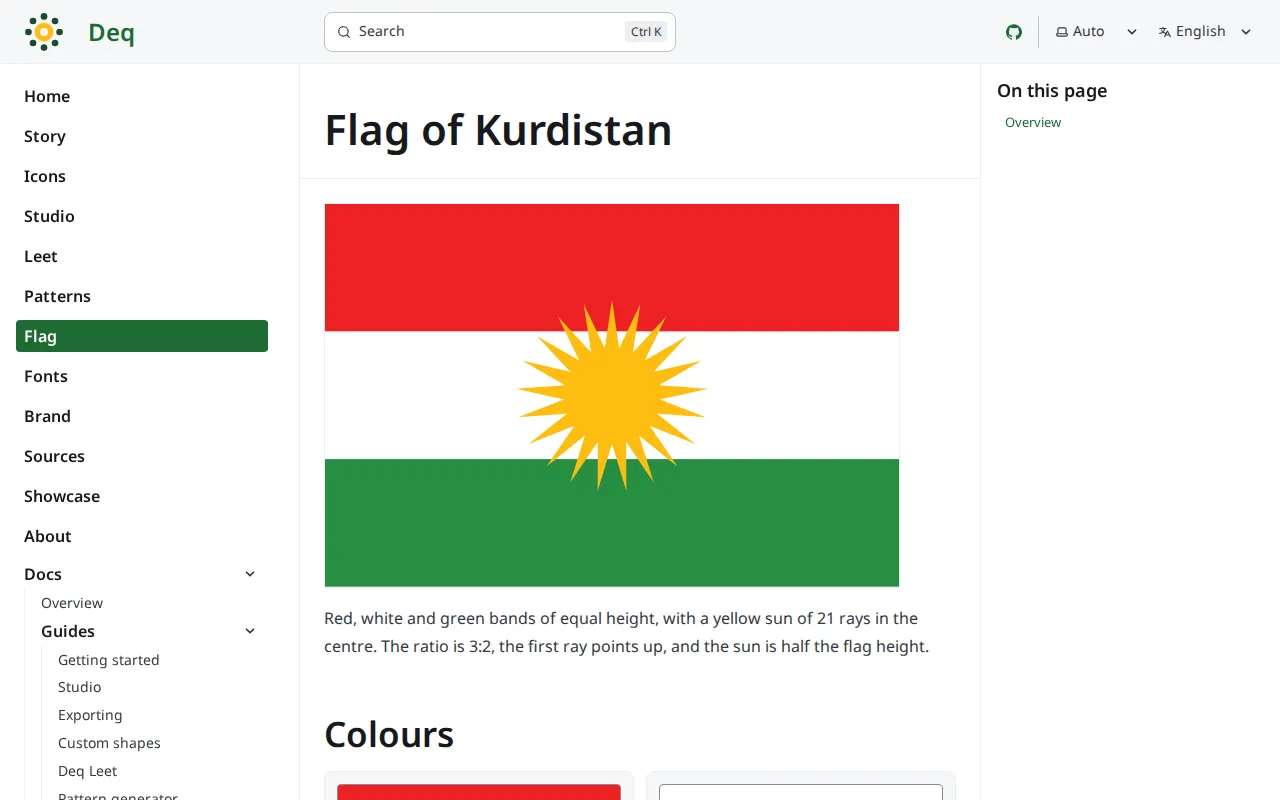 Deq
Search
Ctrl K
Auto
English
Home
Story
Icons
Studio
Leet
Patterns
Flag
Fonts
Brand
Sources
Showcase
About
Docs
Overview
Guides
Getting started
Studio
Exporting
Custom shapes
Deq Leet
Pattern generator
Flag of Kurdistan
Red, white and green bands of equal height, with a yellow sun of 21 rays in the
centre. The ratio is 3:2, the first ray points up, and the sun is half the flag height.
Colours
On this page
Overview